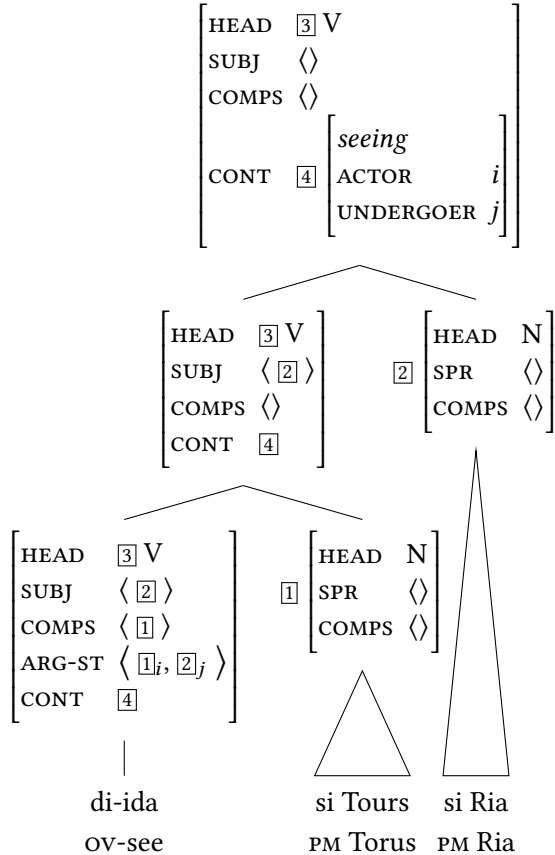 HEAD 3 V
SUBJ ⟨⟩
COMPS ⟨⟩
CONT 4 seeing
ACTOR i
UNDERGOER j
HEAD 3 V
SUBJ ⟨ 2 ⟩
COMPS ⟨⟩
CONT 4
2 HEAD N
SPR ⟨⟩
COMPS ⟨⟩
HEAD 3 V
SUBJ ⟨ 2 ⟩
COMPS ⟨ 1 ⟩
ARG-ST ⟨ 1 i, 2 j ⟩
CONT 4
1 HEAD N
SPR ⟨⟩
COMPS ⟨⟩
di-ida si Tours si Ria
OV-see PM Torus PM Ria